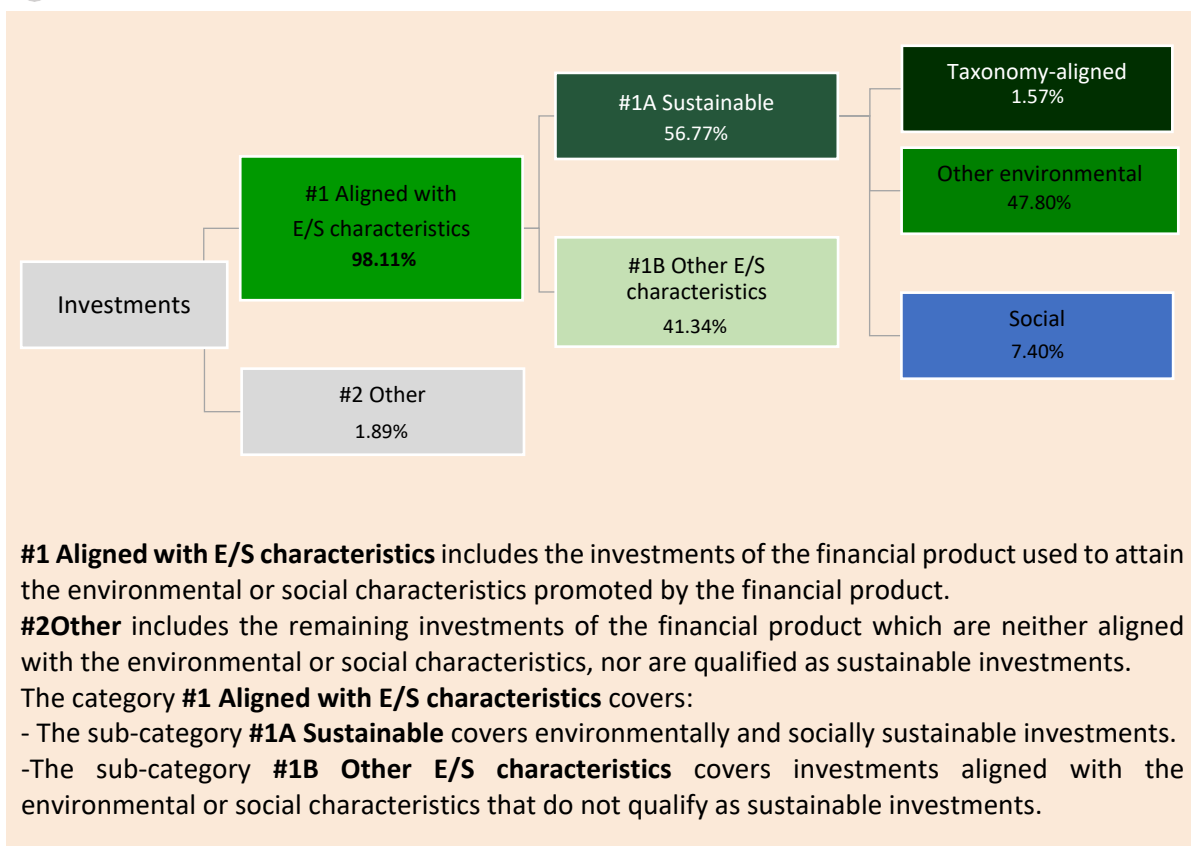 Investments
#1 Aligned with
E/S characteristics
98.11%
#2 Other
1.89%
#1A Sustainable
56.77%
#1B Other E/S
characteristics
41.34%
Taxonomy-aligned
1.57%
Other environmental
47.80%
Social
7.40%
#1 Aligned with E/S characteristics includes the investments of the financial product used to attain
the environmental or social characteristics promoted by the financial product.
#2Other includes the remaining investments of the financial product which are neither aligned
with the environmental or social characteristics, nor are qualified as sustainable investments.
The category #1 Aligned with E/S characteristics covers:
- The sub-category #1A Sustainable covers environmentally and socially sustainable investments.
-The sub-category #1B Other E/S characteristics covers investments aligned with the
environmental or social characteristics that do not qualify as sustainable investments.